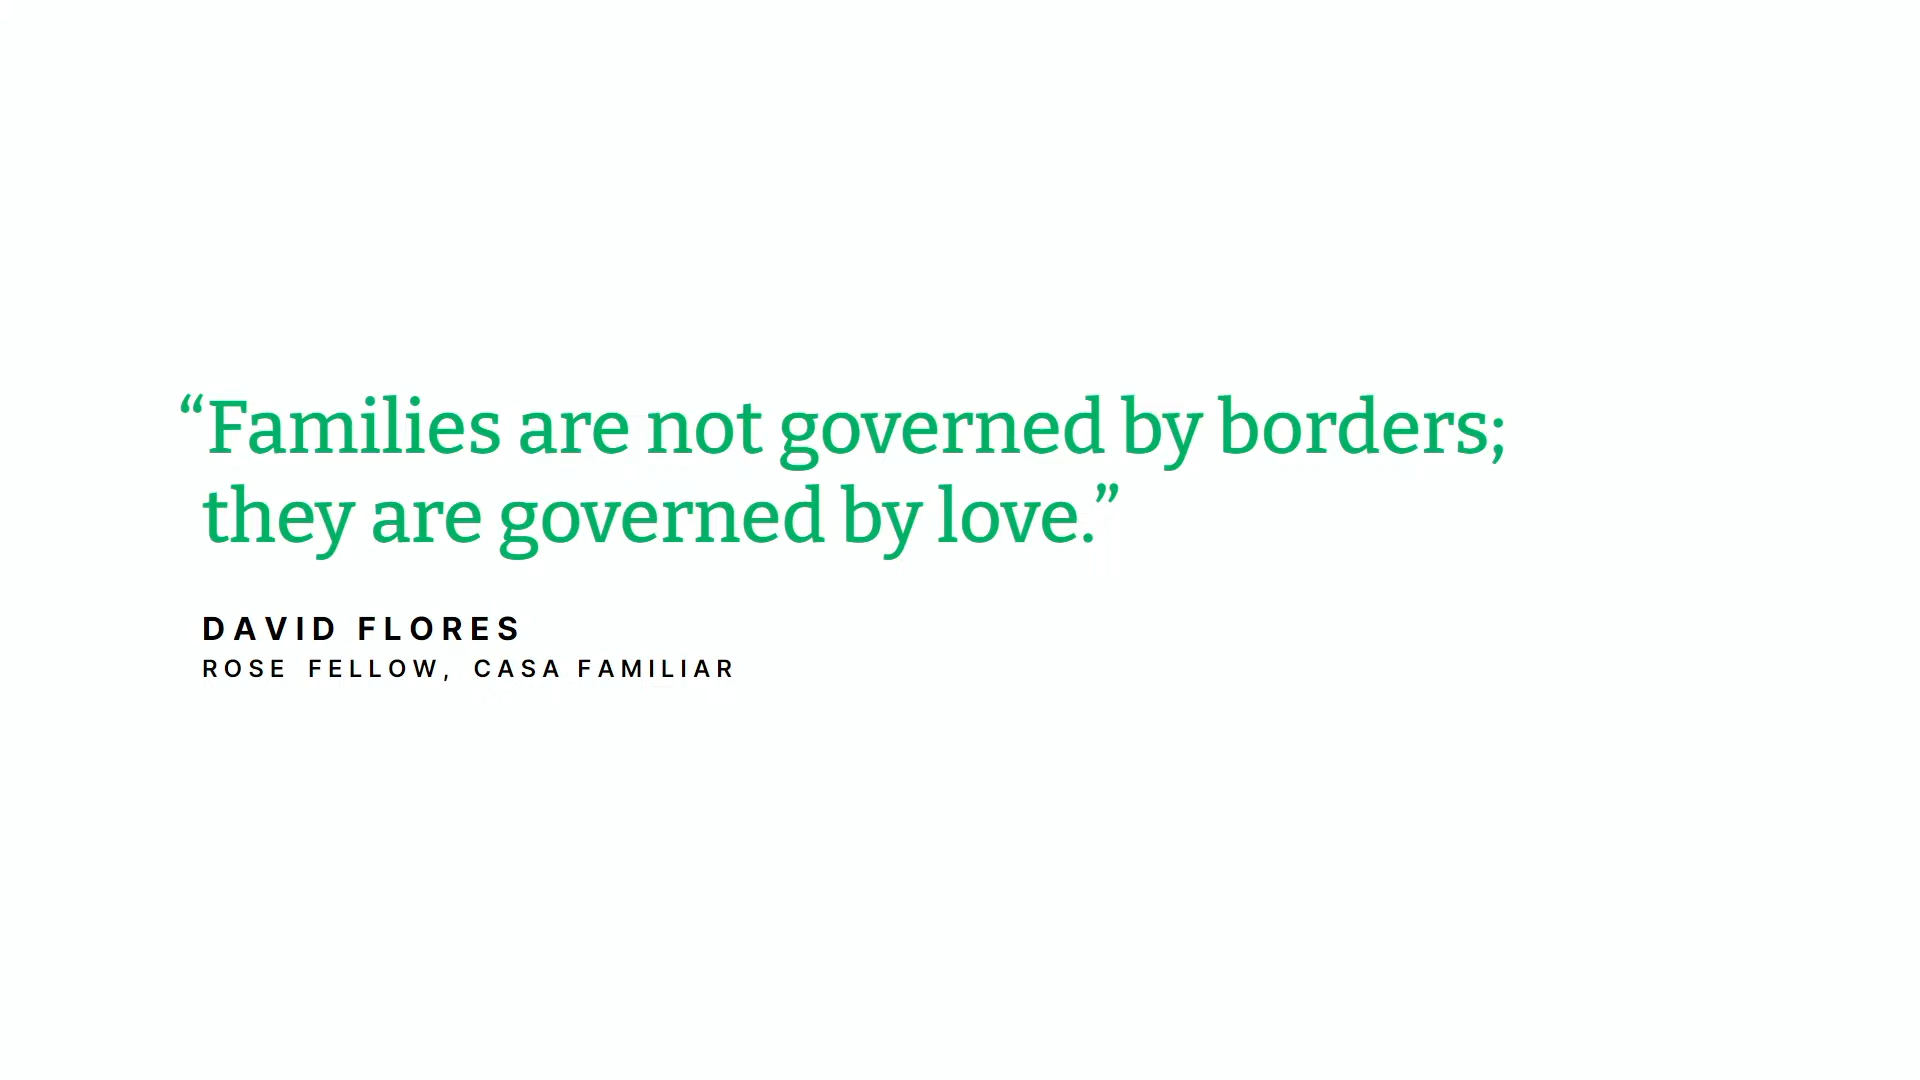 “Families are not governed by borders;
they are governed by love.”
DAVID FLORES
ROSE FELLOW, CASA FAMILIAR